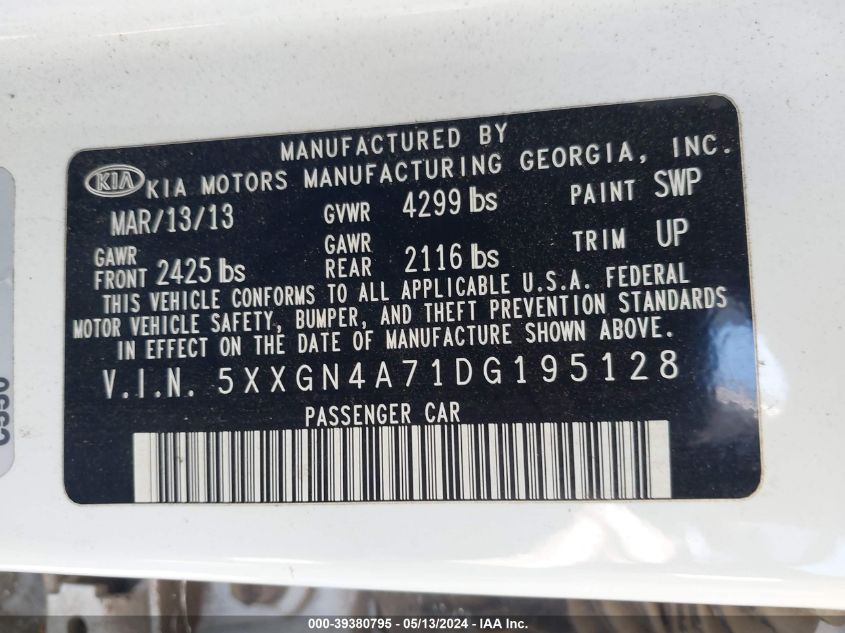 MANUFACTURED BY
KIA KIA MOTORS MANUFACTURING GEORGIA, INC.
MAR/13/13 GVWR 4299 lbs PAINT SWP
GAWR FRONT 2425 lbs GAWR REAR 2116 lbs TRIM UP
THIS VEHICLE CONFORMS TO ALL APPLICABLE U.S.A. FEDERAL
MOTOR VEHICLE SAFETY, BUMPER, AND THEFT PREVENTION STANDARDS
IN EFFECT ON THE DATE OF MANUFACTURE SHOWN ABOVE.
V.I.N. 5XXGN4A71DG195128
PASSENGER CAR
000-39380795 - 05/13/2024 - IAA Inc.